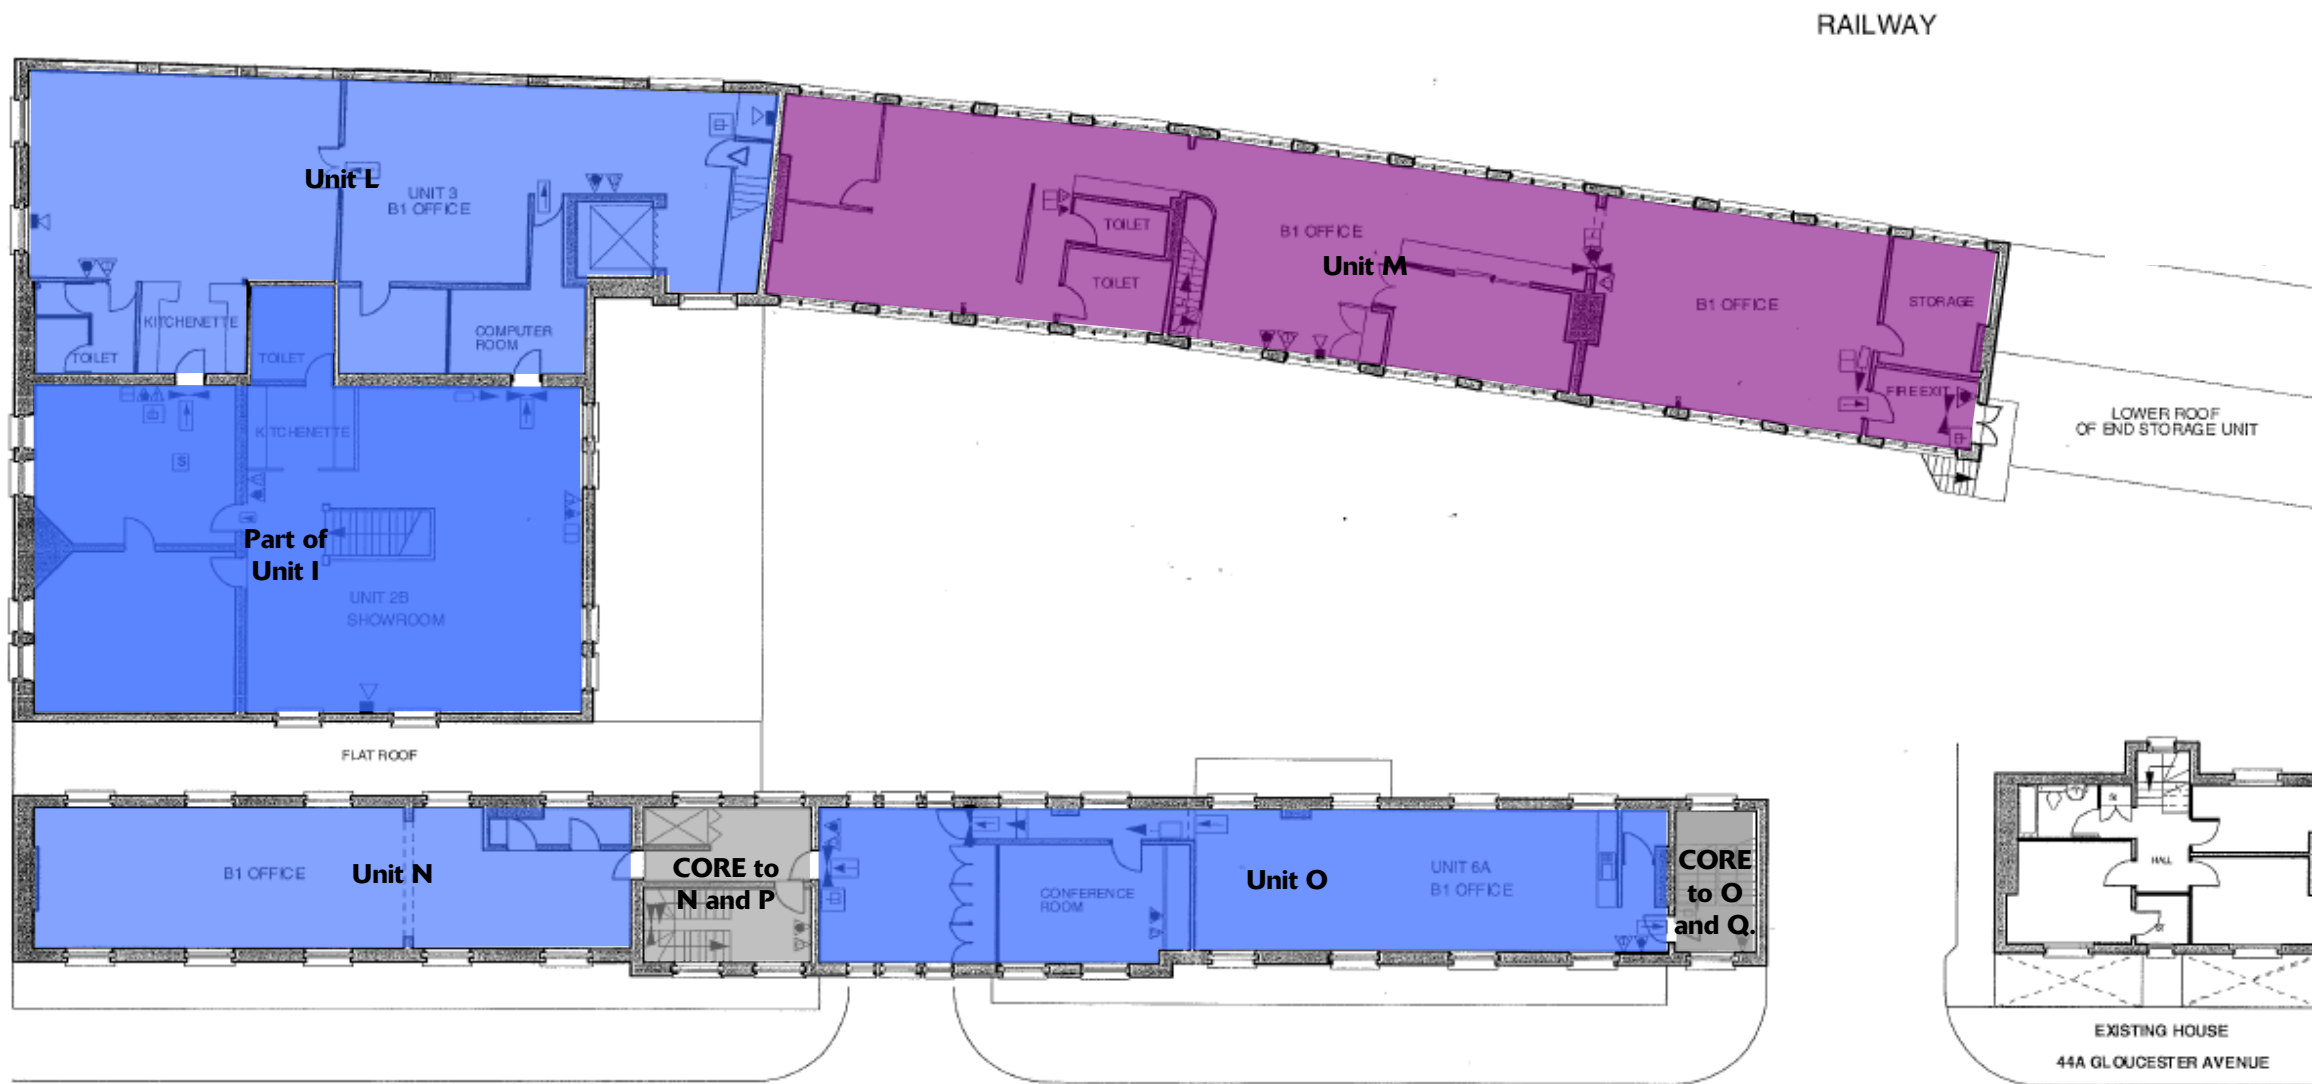 RAILWAY
Unit L
UNIT 3
B1 OFFICE
KITCHENETTE
TOILET
TOILET
COMPUTER
ROOM
TOILET
TOILET
B1 OFFICE
Unit M
B1 OFFICE
STORAGE
FIRE EXIT
LOWER ROOF
OF END STORAGE UNIT
KITCHENETTE
S
Part of
Unit I
UNIT 2B
SHOWROOM
FLAT ROOF
B1 OFFICE
Unit N
CORE to
N and P
CONFERENCE
ROOM
Unit O
UNIT 6A
B1 OFFICE
CORE
to O
and Q.
HALL
EXISTING HOUSE
44A GLOUCESTER AVENUE